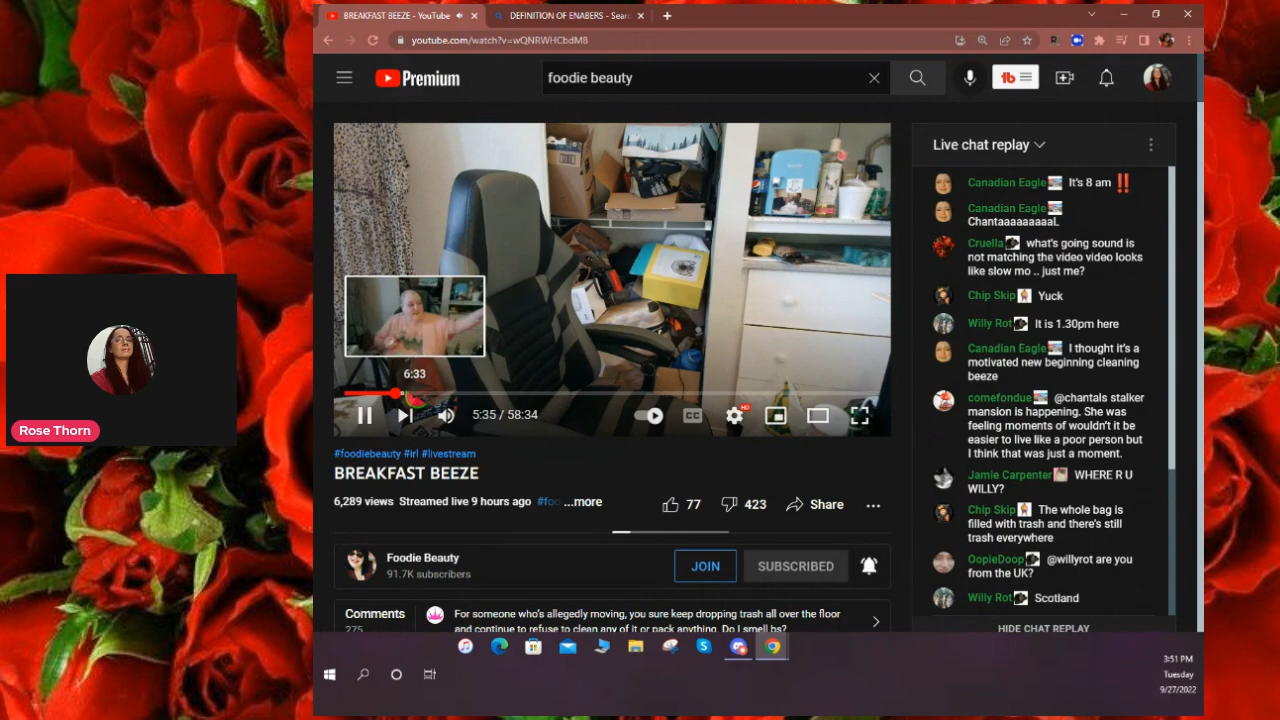 BREAKFAST BEEZE - YouTube
DEFINITION OF ENABERS - Sear
youtube.com/watch?v=wQNRWHCbdM8
Premium
foodie beauty
Live chat replay
Canadian Eagle It's 8 am ‼
Canadian Eagle
ChantaaaaaaaaL
Cruella what's going sound is
not matching the video video looks
like slow mo .. just me?
Chip Skip Yuck
Willy Rot It is 1.30pm here
Canadian Eagle I thought it's a
motivated new beginning cleaning
beeze
comefondue @chantals stalker
mansion is happening. She was
feeling moments of wouldn't it be
easier to live like a poor person but
I think that was just a moment.
Jamie Carpenter WHERE R U
WILLY?
Chip Skip The whole bag is
filled with trash and there's still
trash everywhere
OopieDoop @willyrot are you
from the UK?
Willy Rot Scotland
HIDE CHAT REPLAY
6:33
5:35 / 58:34
CC
HD
#foodiebeauty #irl #livestream
BREAKFAST BEEZE
6,289 views Streamed live 9 hours ago #foo ...more
77
423
Share
Foodie Beauty
91.7K subscribers
JOIN
SUBSCRIBED
Comments
275
For someone who's allegedly moving, you sure keep dropping trash all over the floor
and continue to refuse to clean any of it or pack anything. Do I smell bs?
Rose Thorn
3:51 PM
Tuesday
9/27/2022